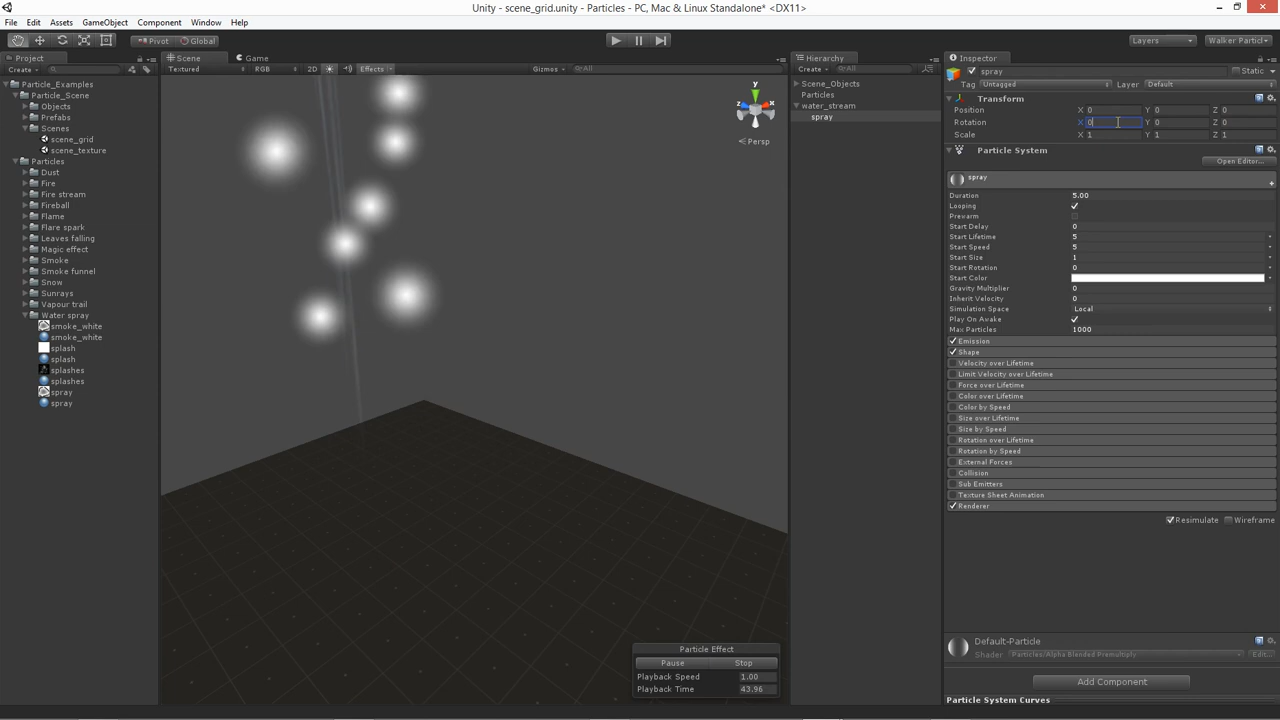 Unity - scene_grid.unity - Particles - PC, Mac & Linux Standalone* <DX11>
File Edit Assets GameObject Component Window Help
Pivot Global Layers Walker Particl
Project
Create
Particle_Examples
Particle_Scene
Objects
Prefabs
Scenes
scene_grid
scene_texture
Particles
Dust
Fire
Fire stream
Fireball
Flame
Flare spark
Leaves falling
Magic effect
Smoke
Smoke funnel
Snow
Sunrays
Vapour trail
Water spray
smoke_white
smoke_white
splash
splash
splashes
splashes
spray
spray
Scene Game
Textured RGB 2D Effects Gizmos All
y
z x
Persp
Particle Effect
Pause Stop
Playback Speed 1.00
Playback Time 43.96
Hierarchy
Create All
Scene_Objects
Particles
water_stream
spray
Inspector
spray Static
Tag Untagged Layer Default
Transform
Position X 0 Y 0 Z 0
Rotation X 0 Y 0 Z 0
Scale X 1 Y 1 Z 1
Particle System
Open Editor...
spray
Duration 5.00
Looping
Prewarm
Start Delay 0
Start Lifetime 5
Start Speed 5
Start Size 1
Start Rotation 0
Start Color
Gravity Multiplier 0
Inherit Velocity 0
Simulation Space Local
Play On Awake
Max Particles 1000
Emission
Shape
Velocity over Lifetime
Limit Velocity over Lifetime
Force over Lifetime
Color over Lifetime
Color by Speed
Size over Lifetime
Size by Speed
Rotation over Lifetime
Rotation by Speed
External Forces
Collision
Sub Emitters
Texture Sheet Animation
Renderer
Resimulate Wireframe
Default-Particle
Shader Particles/Alpha Blended Premultiply Edit...
Add Component
Particle System Curves